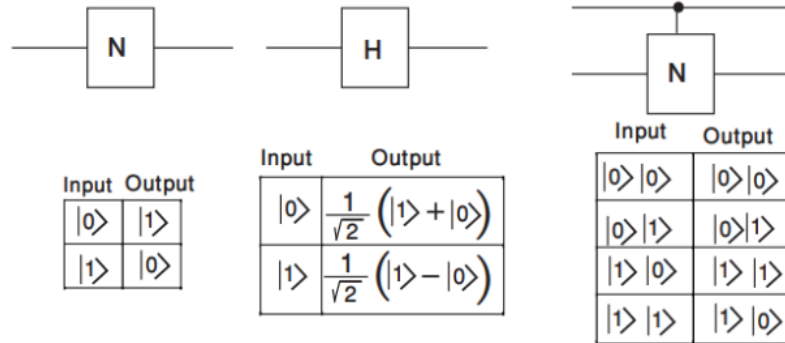 N
H
N
Input Output
|0⟩ |1⟩
|1⟩ |0⟩
Input Output
|0⟩ 1/√2 (|1⟩ + |0⟩)
|1⟩ 1/√2 (|1⟩ − |0⟩)
Input Output
|0⟩|0⟩ |0⟩|0⟩
|0⟩|1⟩ |0⟩|1⟩
|1⟩|0⟩ |1⟩|1⟩
|1⟩|1⟩ |1⟩|0⟩